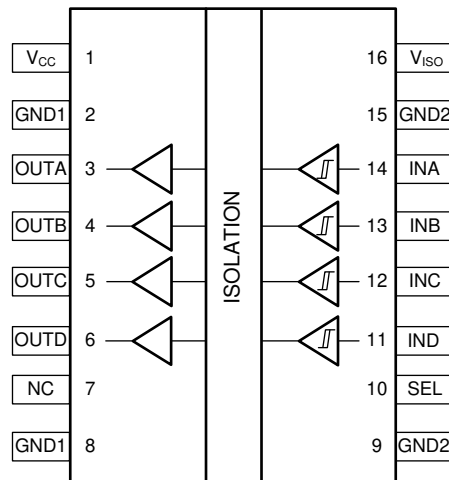 VCC 1 16 VISO
GND1 2 15 GND2
OUTA 3 14 INA
OUTB 4 13 INB
OUTC 5 12 INC
OUTD 6 11 IND
NC 7 10 SEL
GND1 8 9 GND2
ISOLATION